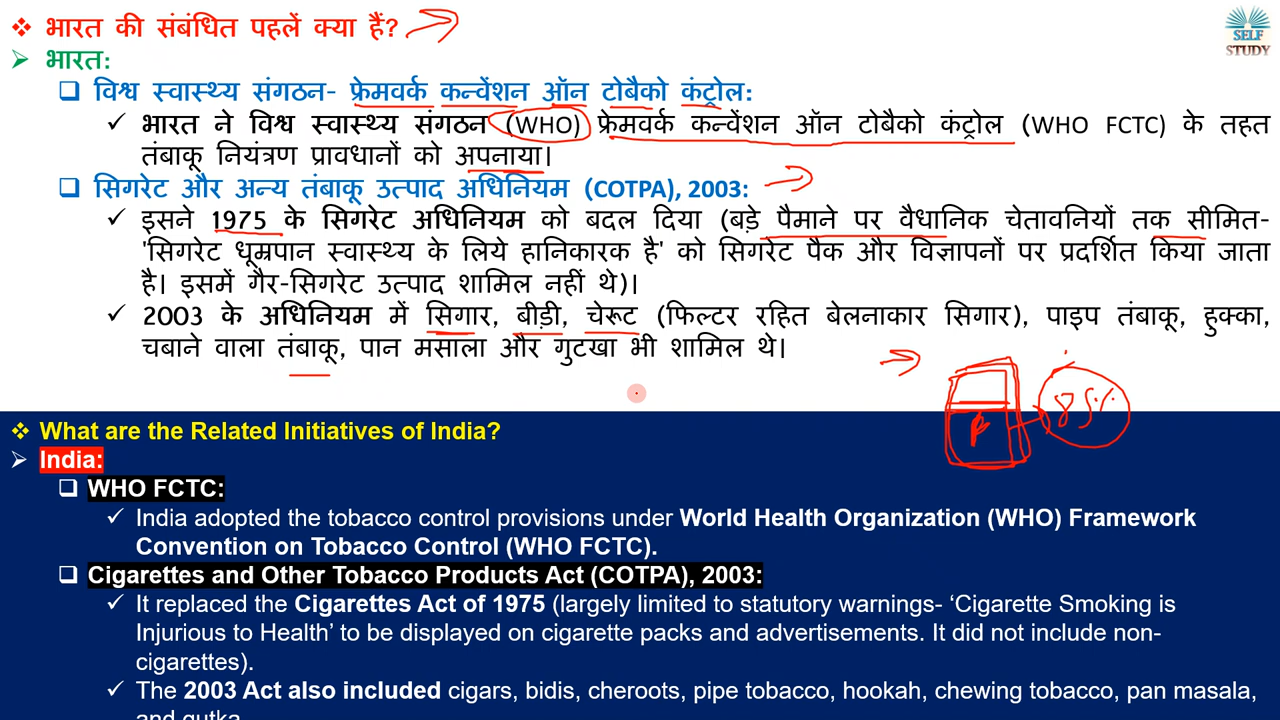 ❖ भारत की संबंधित पहलें क्या हैं?
SELF
STUDY
➢ भारत:
❑ विश्व स्वास्थ्य संगठन- फ्रेमवर्क कन्वेंशन ऑन टोबैको कंट्रोल:
✓ भारत ने विश्व स्वास्थ्य संगठन (WHO) फ्रेमवर्क कन्वेंशन ऑन टोबैको कंट्रोल (WHO FCTC) के तहत
तंबाकू नियंत्रण प्रावधानों को अपनाया।
❑ सिगरेट और अन्य तंबाकू उत्पाद अधिनियम (COTPA), 2003:
✓ इसने 1975 के सिगरेट अधिनियम को बदल दिया (बड़े पैमाने पर वैधानिक चेतावनियों तक सीमित-
'सिगरेट धूम्रपान स्वास्थ्य के लिये हानिकारक है' को सिगरेट पैक और विज्ञापनों पर प्रदर्शित किया जाता
है। इसमें गैर-सिगरेट उत्पाद शामिल नहीं थे)।
✓ 2003 के अधिनियम में सिगार, बीड़ी, चेरूट (फिल्टर रहित बेलनाकार सिगार), पाइप तंबाकू, हुक्का,
चबाने वाला तंबाकू, पान मसाला और गुटखा भी शामिल थे।
85%
❖ What are the Related Initiatives of India?
➢ India:
❑ WHO FCTC:
✓ India adopted the tobacco control provisions under World Health Organization (WHO) Framework
Convention on Tobacco Control (WHO FCTC).
❑ Cigarettes and Other Tobacco Products Act (COTPA), 2003:
✓ It replaced the Cigarettes Act of 1975 (largely limited to statutory warnings- ‘Cigarette Smoking is
Injurious to Health’ to be displayed on cigarette packs and advertisements. It did not include non-
cigarettes).
✓ The 2003 Act also included cigars, bidis, cheroots, pipe tobacco, hookah, chewing tobacco, pan masala,
and gutka.